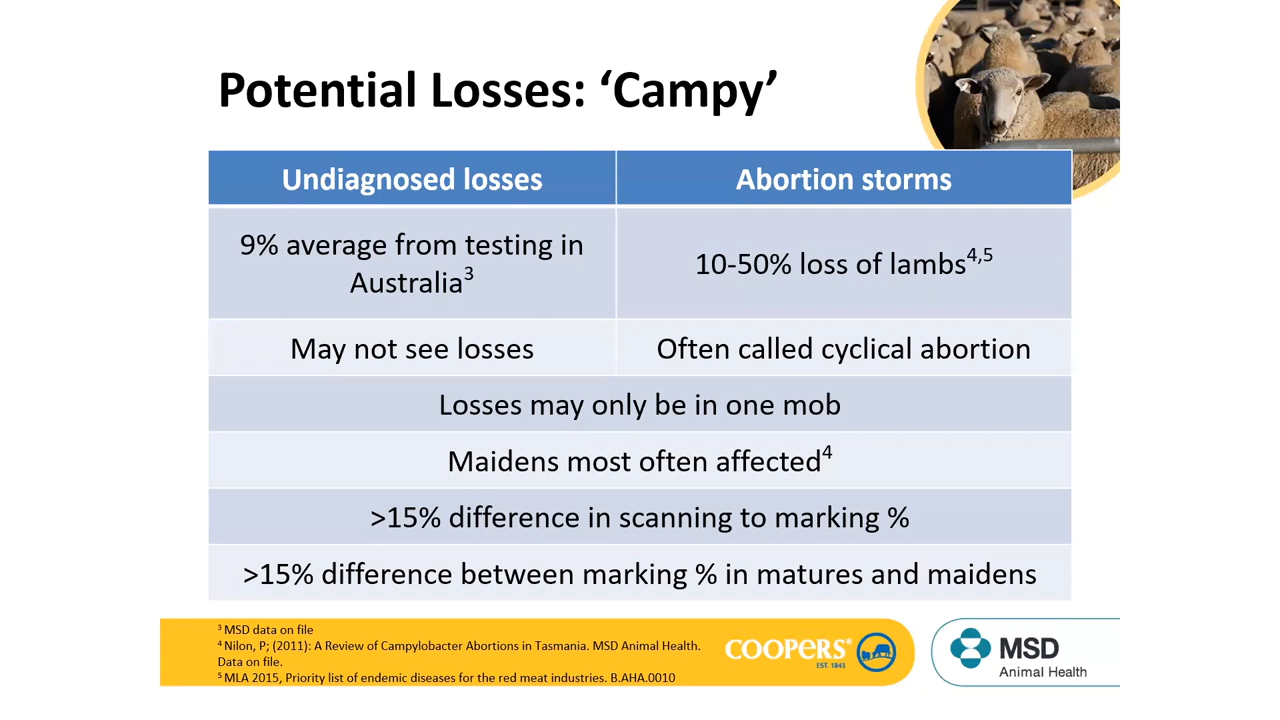 Potential Losses: ‘Campy’
Undiagnosed losses
Abortion storms
9% average from testing in
Australia3
10-50% loss of lambs4,5
May not see losses
Often called cyclical abortion
Losses may only be in one mob
Maidens most often affected4
>15% difference in scanning to marking %
>15% difference between marking % in matures and maidens
3 MSD data on file
4 Nilon, P; (2011): A Review of Campylobacter Abortions in Tasmania. MSD Animal Health.
Data on file.
5 MLA 2015, Priority list of endemic diseases for the red meat industries. B.AHA.0010
COOPERS®
EST. 1843
MSD
Animal Health